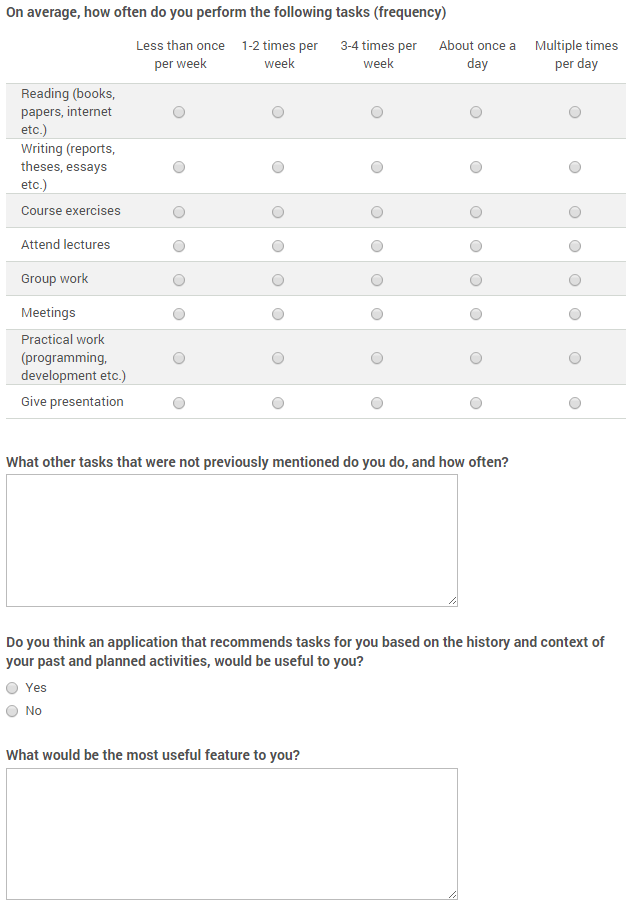 On average, how often do you perform the following tasks (frequency)
Less than once per week
1-2 times per week
3-4 times per week
About once a day
Multiple times per day
Reading (books,
papers, internet
etc.)
Writing (reports,
theses, essays
etc.)
Course exercises
Attend lectures
Group work
Meetings
Practical work
(programming,
development etc.)
Give presentation
What other tasks that were not previously mentioned do you do, and how often?
Do you think an application that recommends tasks for you based on the history and context of
your past and planned activities, would be useful to you?
Yes
No
What would be the most useful feature to you?